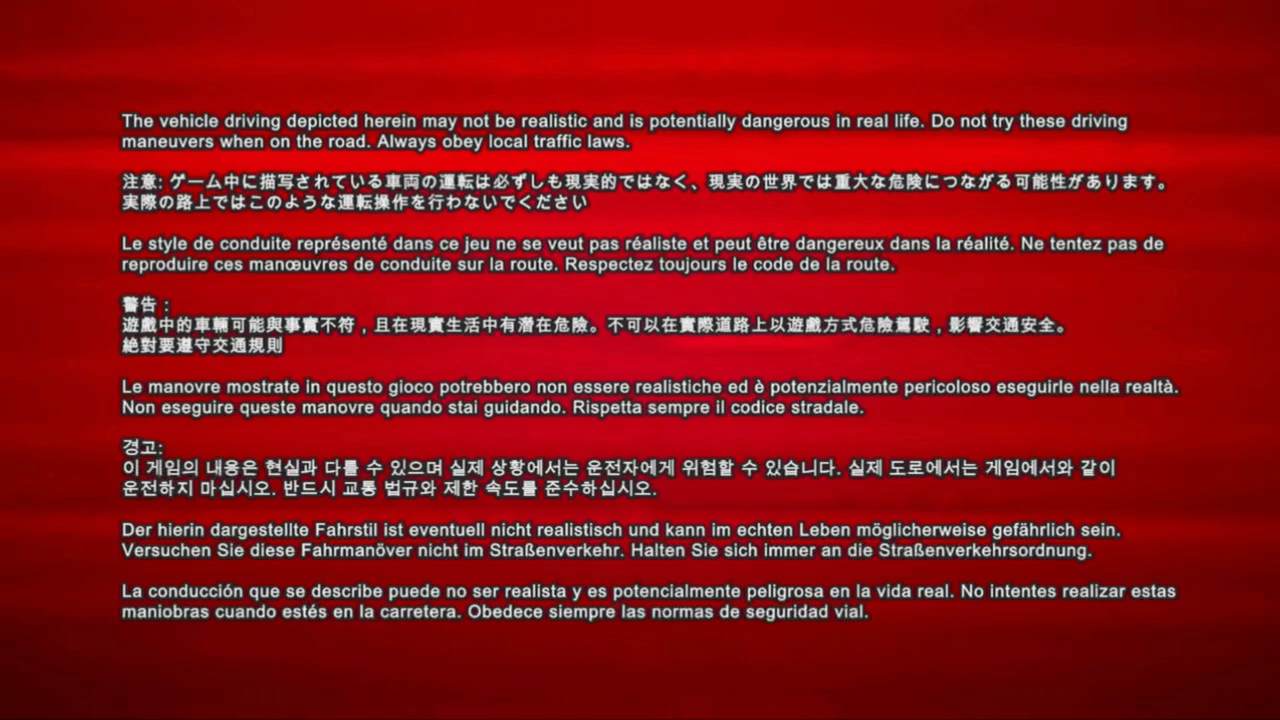 The vehicle driving depicted herein may not be realistic and is potentially dangerous in real life. Do not try these driving
maneuvers when on the road. Always obey local traffic laws.
注意: ゲーム中に描写されている車両の運転は必ずしも現実的ではなく、現実の世界では重大な危険につながる可能性があります。
実際の路上ではこのような運転操作を行わないでください
Le style de conduite représenté dans ce jeu ne se veut pas réaliste et peut être dangereux dans la réalité. Ne tentez pas de
reproduire ces manœuvres de conduite sur la route. Respectez toujours le code de la route.
警告：
遊戲中的車輛可能與事實不符，且在現實生活中有潛在危險。不可以在實際道路上以遊戲方式危險駕駛，影響交通安全。
絕對要遵守交通規則
Le manovre mostrate in questo gioco potrebbero non essere realistiche ed è potenzialmente pericoloso eseguirle nella realtà.
Non eseguire queste manovre quando stai guidando. Rispetta sempre il codice stradale.
경고:
이 게임의 내용은 현실과 다를 수 있으며 실제 상황에서는 운전자에게 위험할 수 있습니다. 실제 도로에서는 게임에서와 같이
운전하지 마십시오. 반드시 교통 법규와 제한 속도를 준수하십시오.
Der hierin dargestellte Fahrstil ist eventuell nicht realistisch und kann im echten Leben möglicherweise gefährlich sein.
Versuchen Sie diese Fahrmanöver nicht im Straßenverkehr. Halten Sie sich immer an die Straßenverkehrsordnung.
La conducción que se describe puede no ser realista y es potencialmente peligrosa en la vida real. No intentes realizar estas
maniobras cuando estés en la carretera. Obedece siempre las normas de seguridad vial.